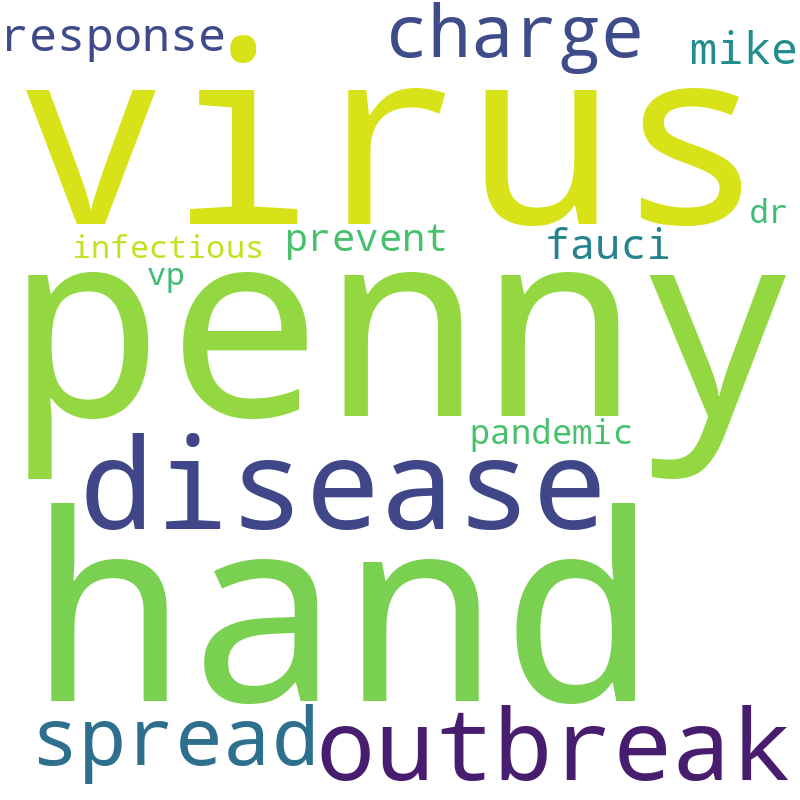 response charge mike
virus
dr
infectious prevent fauci
vp
penny
pandemic
disease
hand
spread outbreak